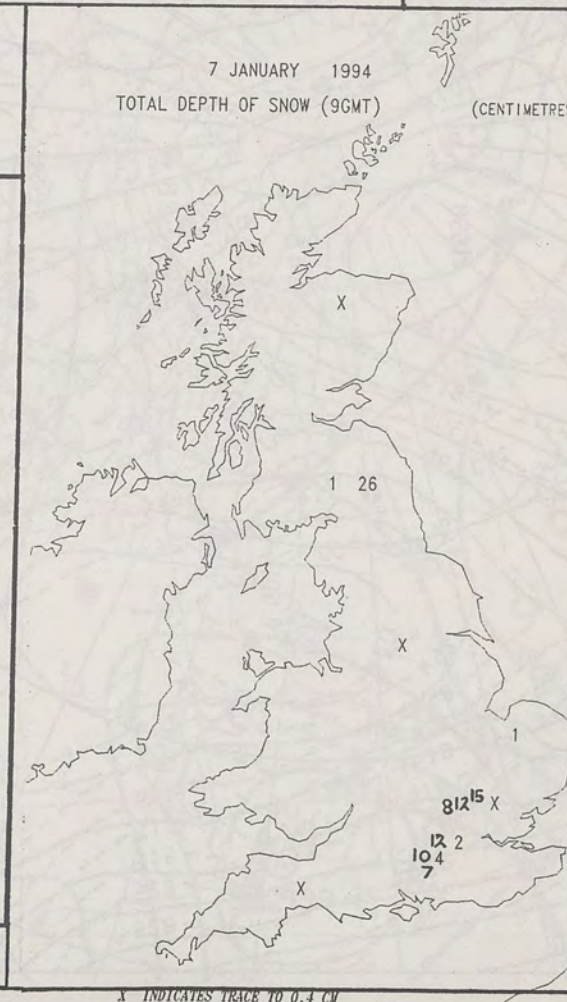 7 JANUARY 1994
TOTAL DEPTH OF SNOW (9GMT) (CENTIMETRES
X
1 26
X
1
8 12 15 X
12 2
10 4
7
X
X INDICATES TRACE TO 0.4 CM